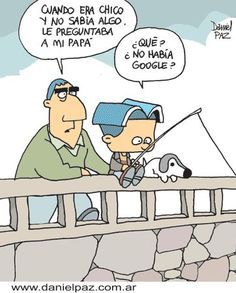 DANIEL
PAZ
CUANDO ERA CHICO
Y NO SABÍA ALGO,
LE PREGUNTABA
A MI PAPÁ
¿QUÉ?
¿NO HABÍA
GOOGLE?
www.danielpaz.com.ar